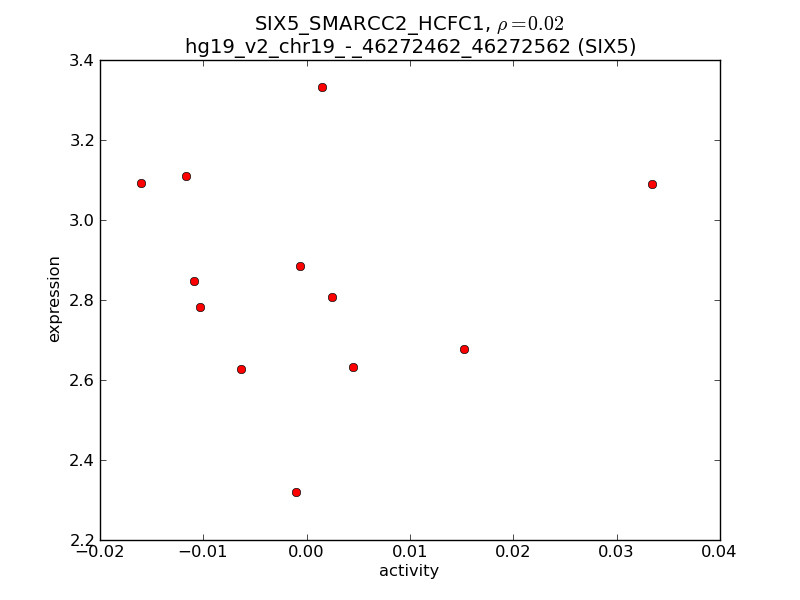 SIX5_SMARCC2_HCFC1, ρ=0.02
hg19_v2_chr19_-_46272462_46272562 (SIX5)
3.4
3.2
3.0
2.8
2.6
2.4
2.2
expression
−0.02 −0.01 0.00 0.01 0.02 0.03 0.04
activity